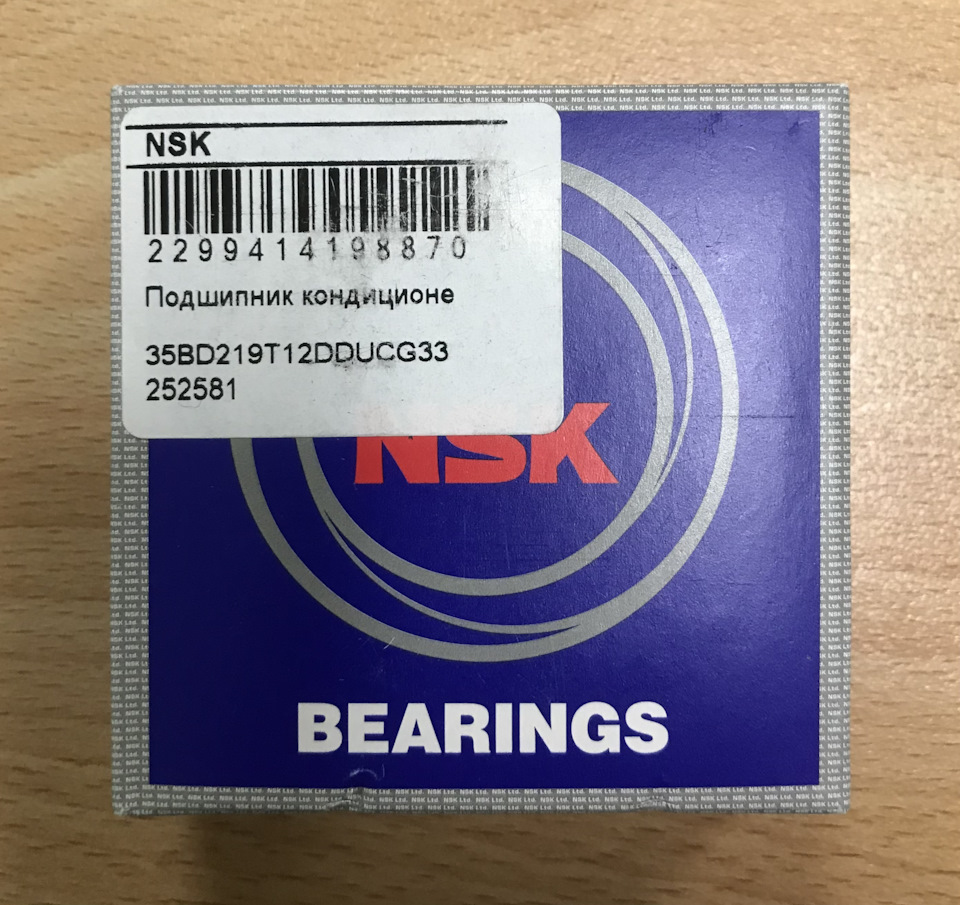 NSK
2299414198870
Подшипник кондиционе
35BD219T12DDUCG33
252581
NSK
BEARINGS